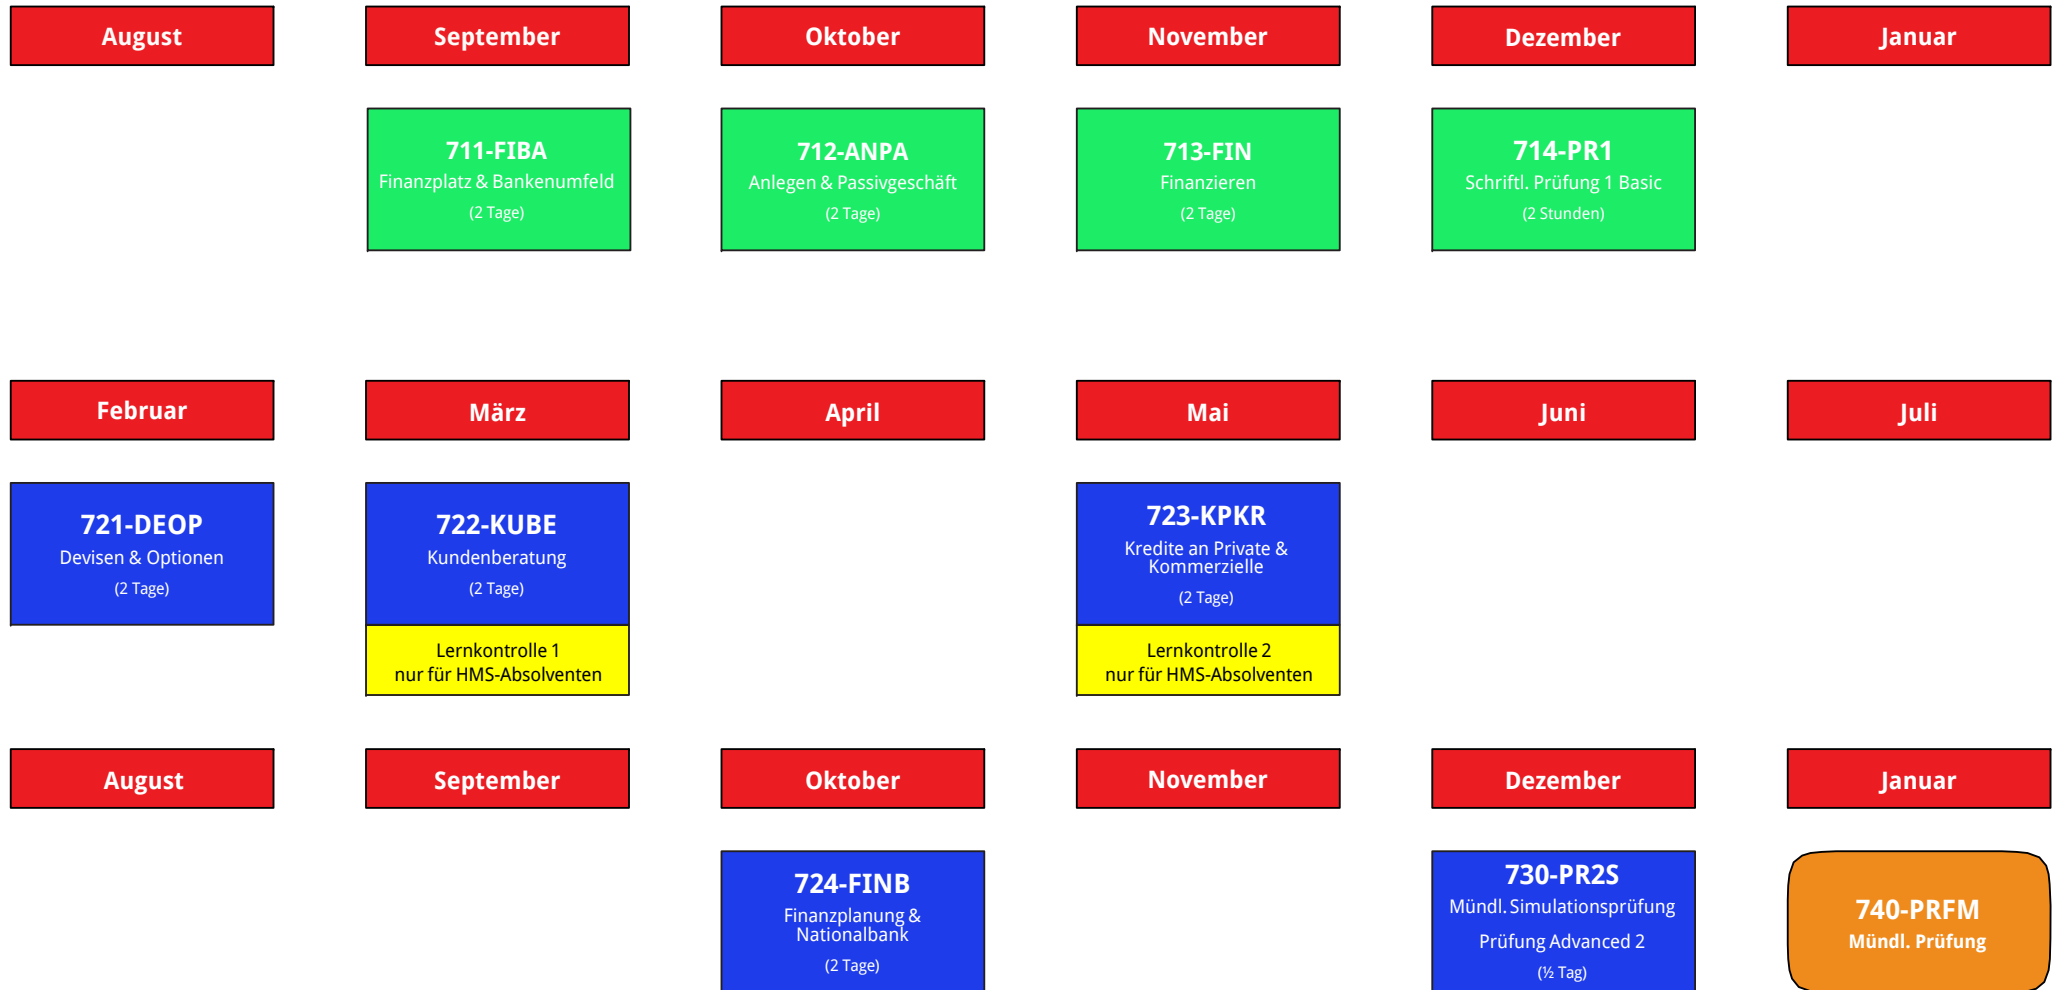 August
September
Oktober
November
Dezember
Januar
711-FIBA
Finanzplatz & Bankenumfeld
(2 Tage)
712-ANPA
Anlegen & Passivgeschäft
(2 Tage)
713-FIN
Finanzieren
(2 Tage)
714-PR1
Schriftl. Prüfung 1 Basic
(2 Stunden)
Februar
März
April
Mai
Juni
Juli
721-DEOP
Devisen & Optionen
(2 Tage)
722-KUBE
Kundenberatung
(2 Tage)
Lernkontrolle 1
nur für HMS-Absolventen
723-KPKR
Kredite an Private &
Kommerzielle
(2 Tage)
Lernkontrolle 2
nur für HMS-Absolventen
August
September
Oktober
November
Dezember
Januar
724-FINB
Finanzplanung &
Nationalbank
(2 Tage)
730-PR2S
Mündl. Simulationsprüfung
Prüfung Advanced 2
(½ Tag)
740-PRFM
Mündl. Prüfung